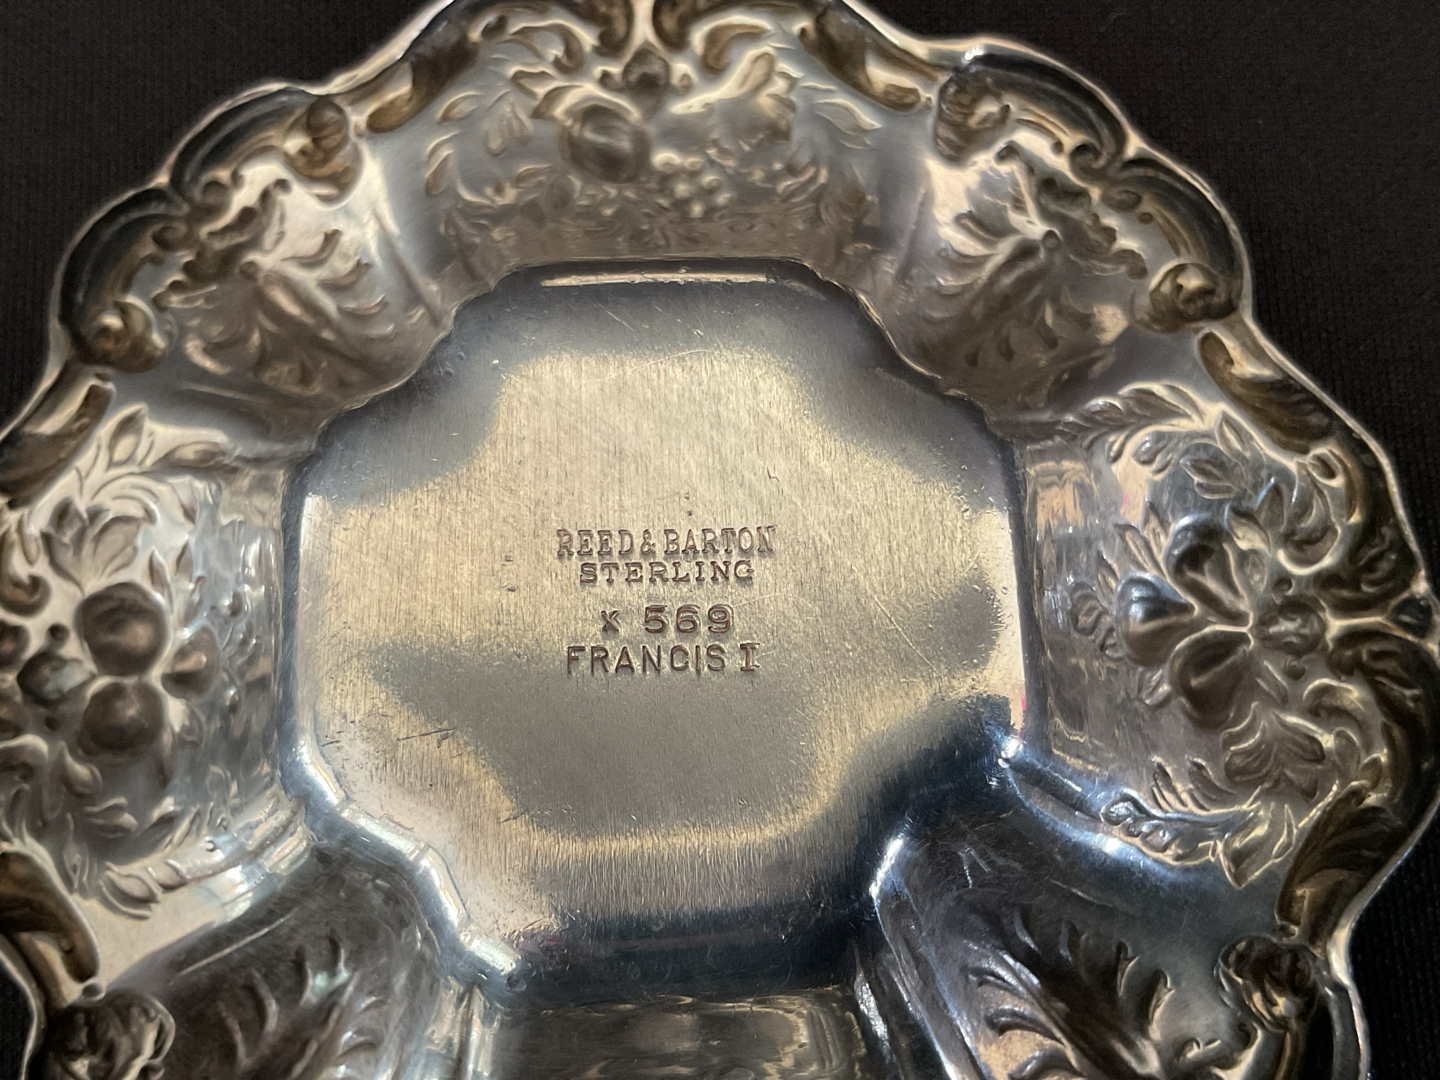 REED & BARTON
STERLING
X 569
FRANCIS I